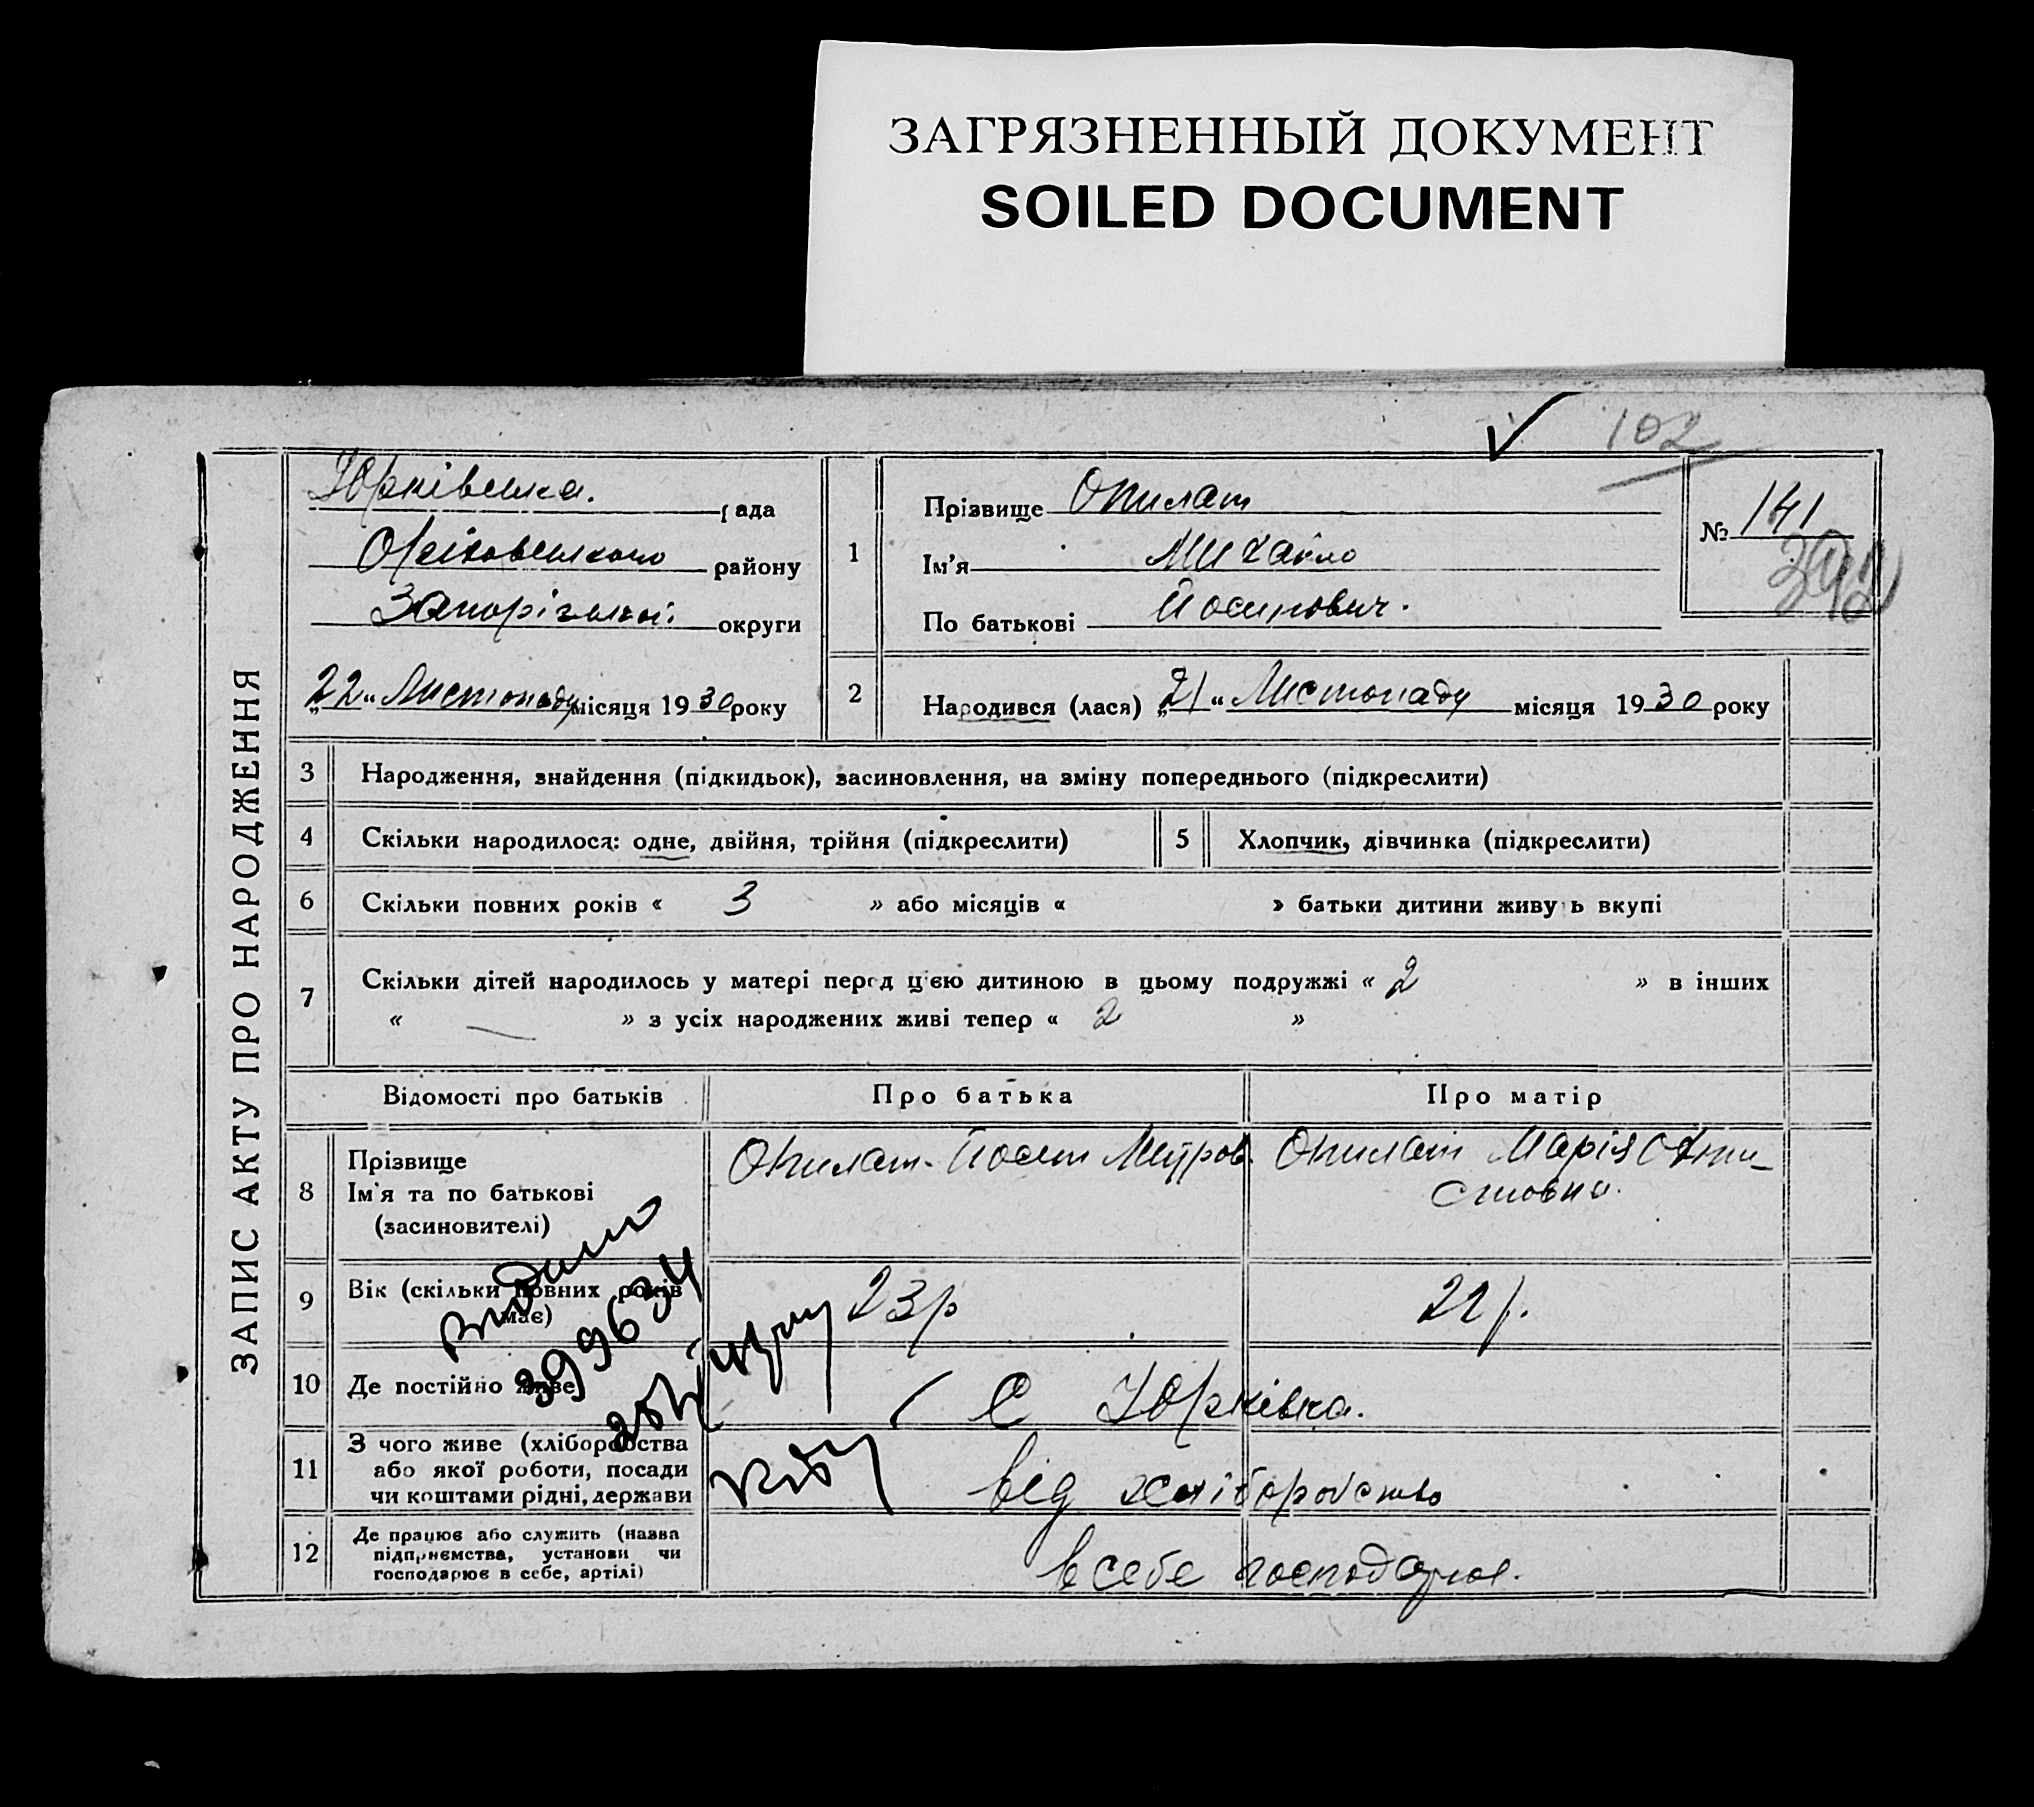 ЗАГРЯЗНЕННЫЙ ДОКУМЕНТ
SOILED DOCUMENT
102
ЗАПИС АКТУ ПРО НАРОДЖЕННЯ
Юрківська. рада
Оріховського району
Запорізької округи
„22“ Листопаду місяця 1930 року
1
Прізвище Опилат
Ім'я Михайло
По батькові Йосипович.
№ 141
2 Народився (лася) „21“ Листопаду місяця 1930 року
3 Народження, знайдення (підкидьок), засиновлення, на зміну попереднього (підкреслити)
4 Скільки народилося: одне, двійня, трійня (підкреслити) 5 Хлопчик, дівчинка (підкреслити)
6 Скільки повних років « 3 » або місяців « » батьки дитини живуть вкупі
7 Скільки дітей народилось у матері перед цією дитиною в цьому подружжі « 2 » в інших
« — » з усіх народжених живі тепер « 2 »
Відомості про батьків Про батька Про матір
8 Прізвище
Ім'я та по батькові
(засиновителі)
Опилат Йосип Митров. Опилат Марія
9 Вік (скільки повних років має) 23р 21р.
10 Де постійно живе С Юрківка.
11 З чого живе (хліборобства
або якої роботи, посади
чи коштами рідні, держави
від хліборобства
12 Де працює або служить (назва
підприємства, установи чи
господарює в себе, артілі)
в себе господарює.
видано
399634